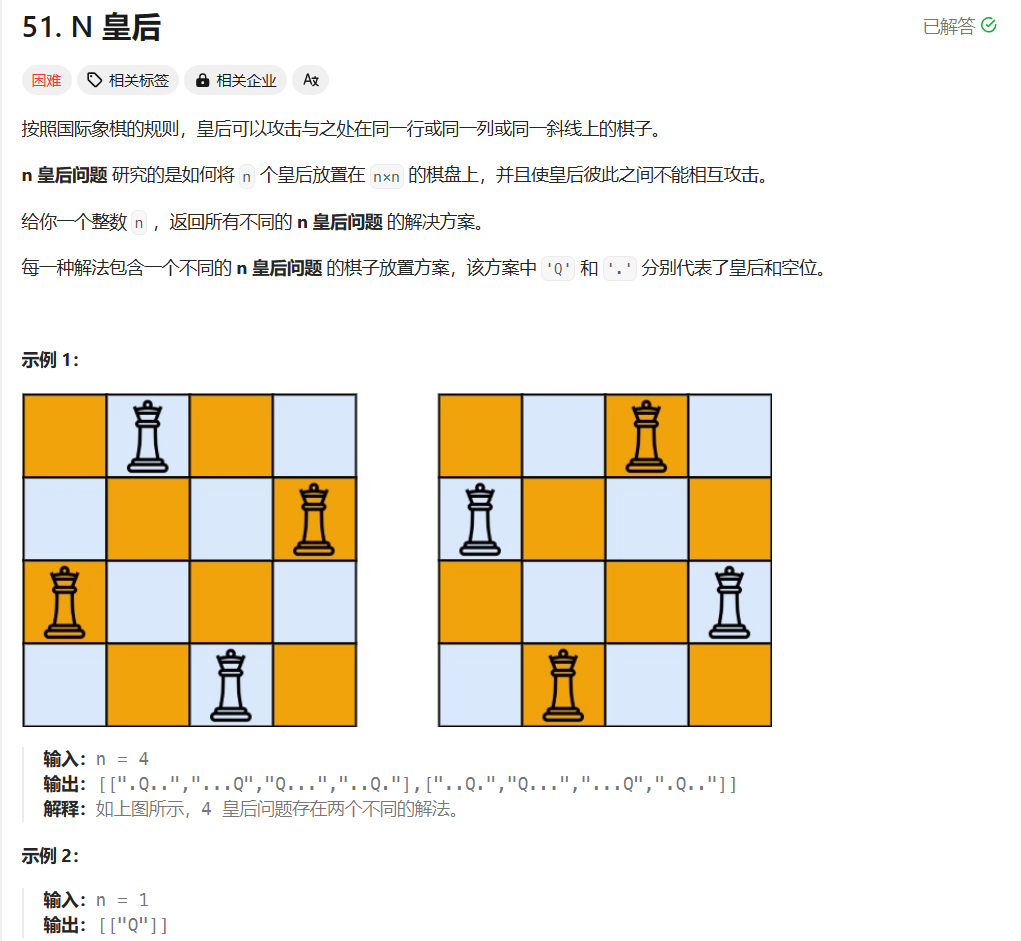 51. N 皇后
已解答
困难 相关标签 相关企业 Aあ
按照国际象棋的规则，皇后可以攻击与之处在同一行或同一列或同一斜线上的棋子。
n 皇后问题 研究的是如何将 n 个皇后放置在 n×n 的棋盘上，并且使皇后彼此之间不能相互攻击。
给你一个整数 n ，返回所有不同的 n 皇后问题 的解决方案。
每一种解法包含一个不同的 n 皇后问题 的棋子放置方案，该方案中 'Q' 和 '.' 分别代表了皇后和空位。
示例 1：
输入：n = 4
输出：[[".Q..","...Q","Q...","..Q."],["..Q.","Q...","...Q",".Q.."]]
解释：如上图所示，4 皇后问题存在两个不同的解法。
示例 2：
输入：n = 1
输出：[["Q"]]